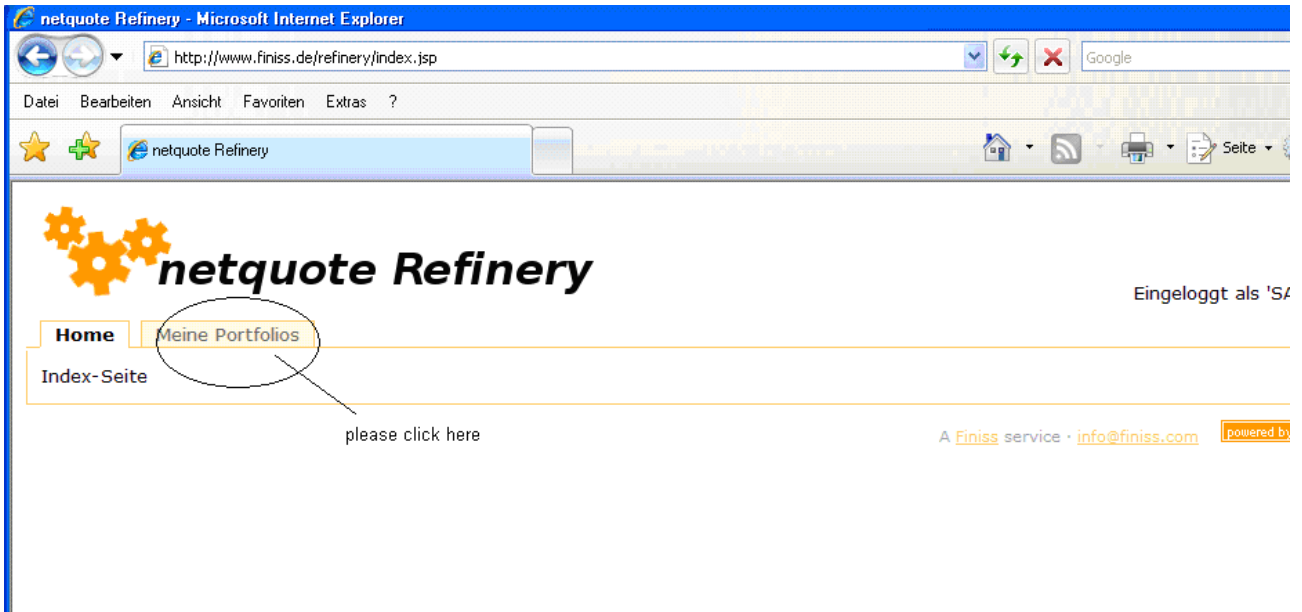 netquote Refinery - Microsoft Internet Explorer
http://www.finiss.de/refinery/index.jsp Google
Datei Bearbeiten Ansicht Favoriten Extras ?
netquote Refinery Seite
netquote Refinery
Eingeloggt als 'SA
Home Meine Portfolios
Index-Seite
please click here
A Finiss service · info@finiss.com powered by